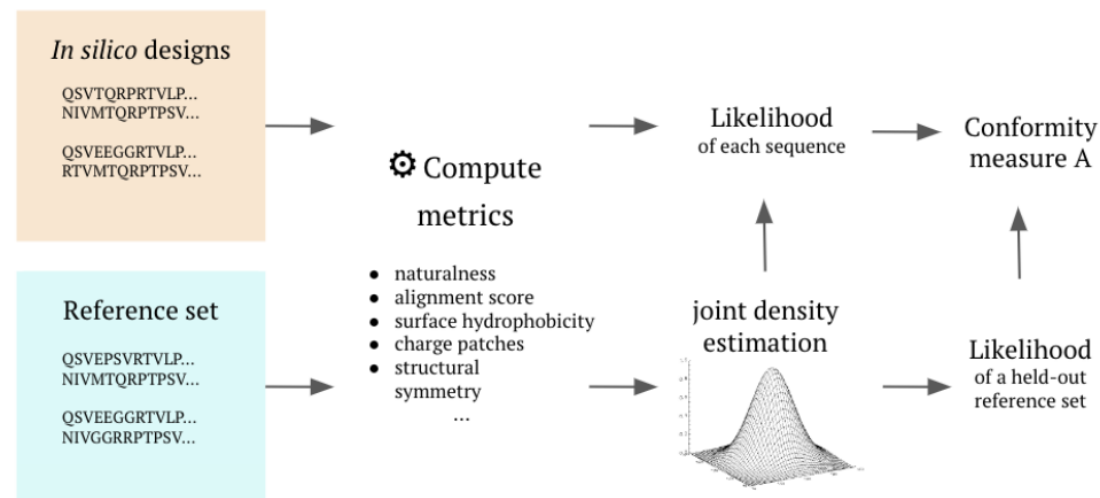 In silico designs
QSVTQRPRTVLP...
NIVMTQRPTPSV...
QSVEEGGRTVLP...
RTVMTQRPTPSV...
Reference set
QSVEPSVRTVLP...
NIVMTQRPTPSV...
QSVEEGGRTVLP...
NIVGGRRPTPSV...
Compute
metrics
● naturalness
● alignment score
● surface hydrophobicity
● charge patches
● structural
symmetry
...
Likelihood
of each sequence
joint density
estimation
Conformity
measure A
Likelihood
of a held-out
reference set